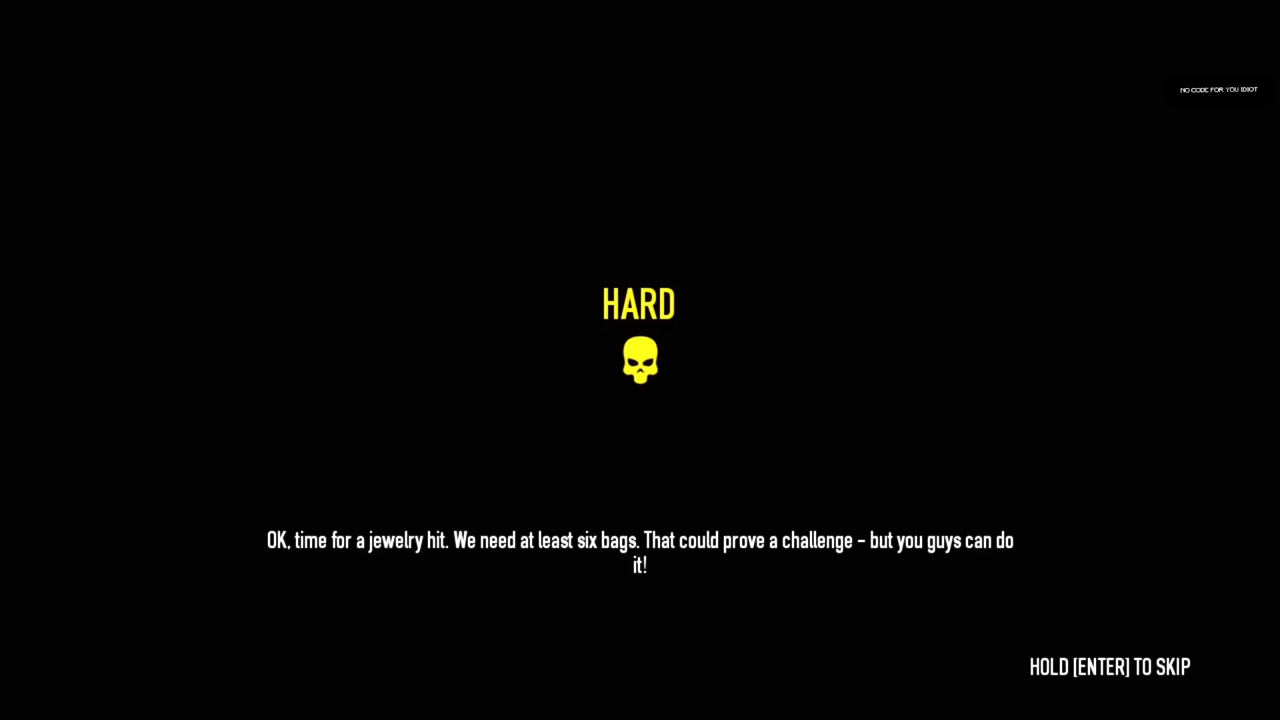 NO CODE FOR YOU IDIOT
HARD
OK, time for a jewelry hit. We need at least six bags. That could prove a challenge - but you guys can do
it!
HOLD [ENTER] TO SKIP